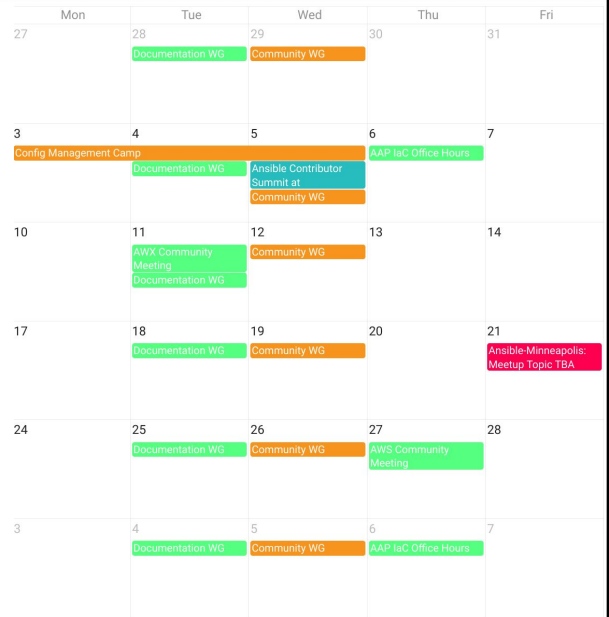 Mon Tue Wed Thu Fri
27 28 29 30 31
Documentation WG Community WG
3 4 5 6 7
Config Management Camp AAP IaC Office Hours
Documentation WG Ansible Contributor
Summit at
Community WG
10 11 12 13 14
AWX Community Community WG
Meeting
Documentation WG
17 18 19 20 21
Documentation WG Community WG Ansible-Minneapolis:
Meetup Topic TBA
24 25 26 27 28
Documentation WG Community WG AWS Community
Meeting
3 4 5 6 7
Documentation WG Community WG AAP IaC Office Hours